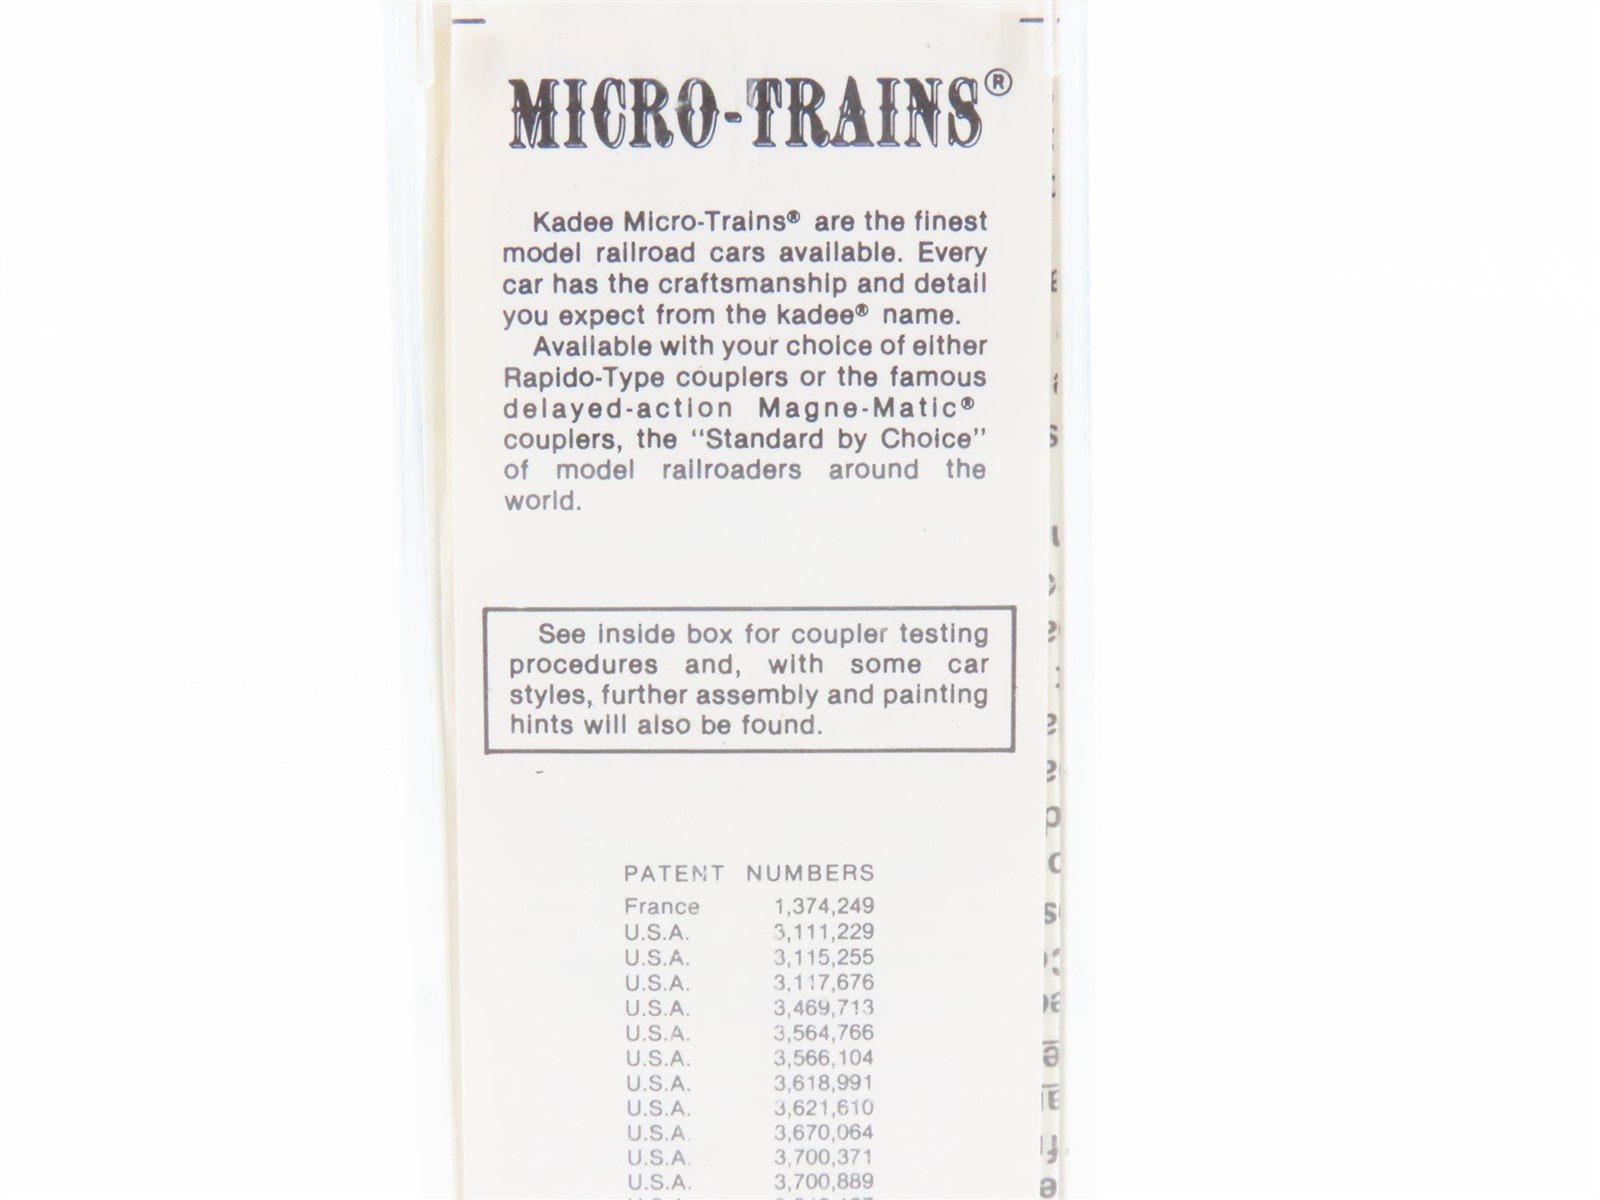 MICRO-TRAINS®
Kadee Micro-Trains® are the finest
model railroad cars available. Every
car has the craftsmanship and detail
you expect from the kadee® name.
Available with your choice of either
Rapido-Type couplers or the famous
delayed-action Magne-Matic®
couplers, the "Standard by Choice"
of model railroaders around the
world.
See inside box for coupler testing
procedures and, with some car
styles, further assembly and painting
hints will also be found.
PATENT NUMBERS
France 1,374,249
U.S.A. 3,111,229
U.S.A. 3,115,255
U.S.A. 3,117,676
U.S.A. 3,469,713
U.S.A. 3,564,766
U.S.A. 3,566,104
U.S.A. 3,618,991
U.S.A. 3,621,610
U.S.A. 3,670,064
U.S.A. 3,700,371
U.S.A. 3,700,889